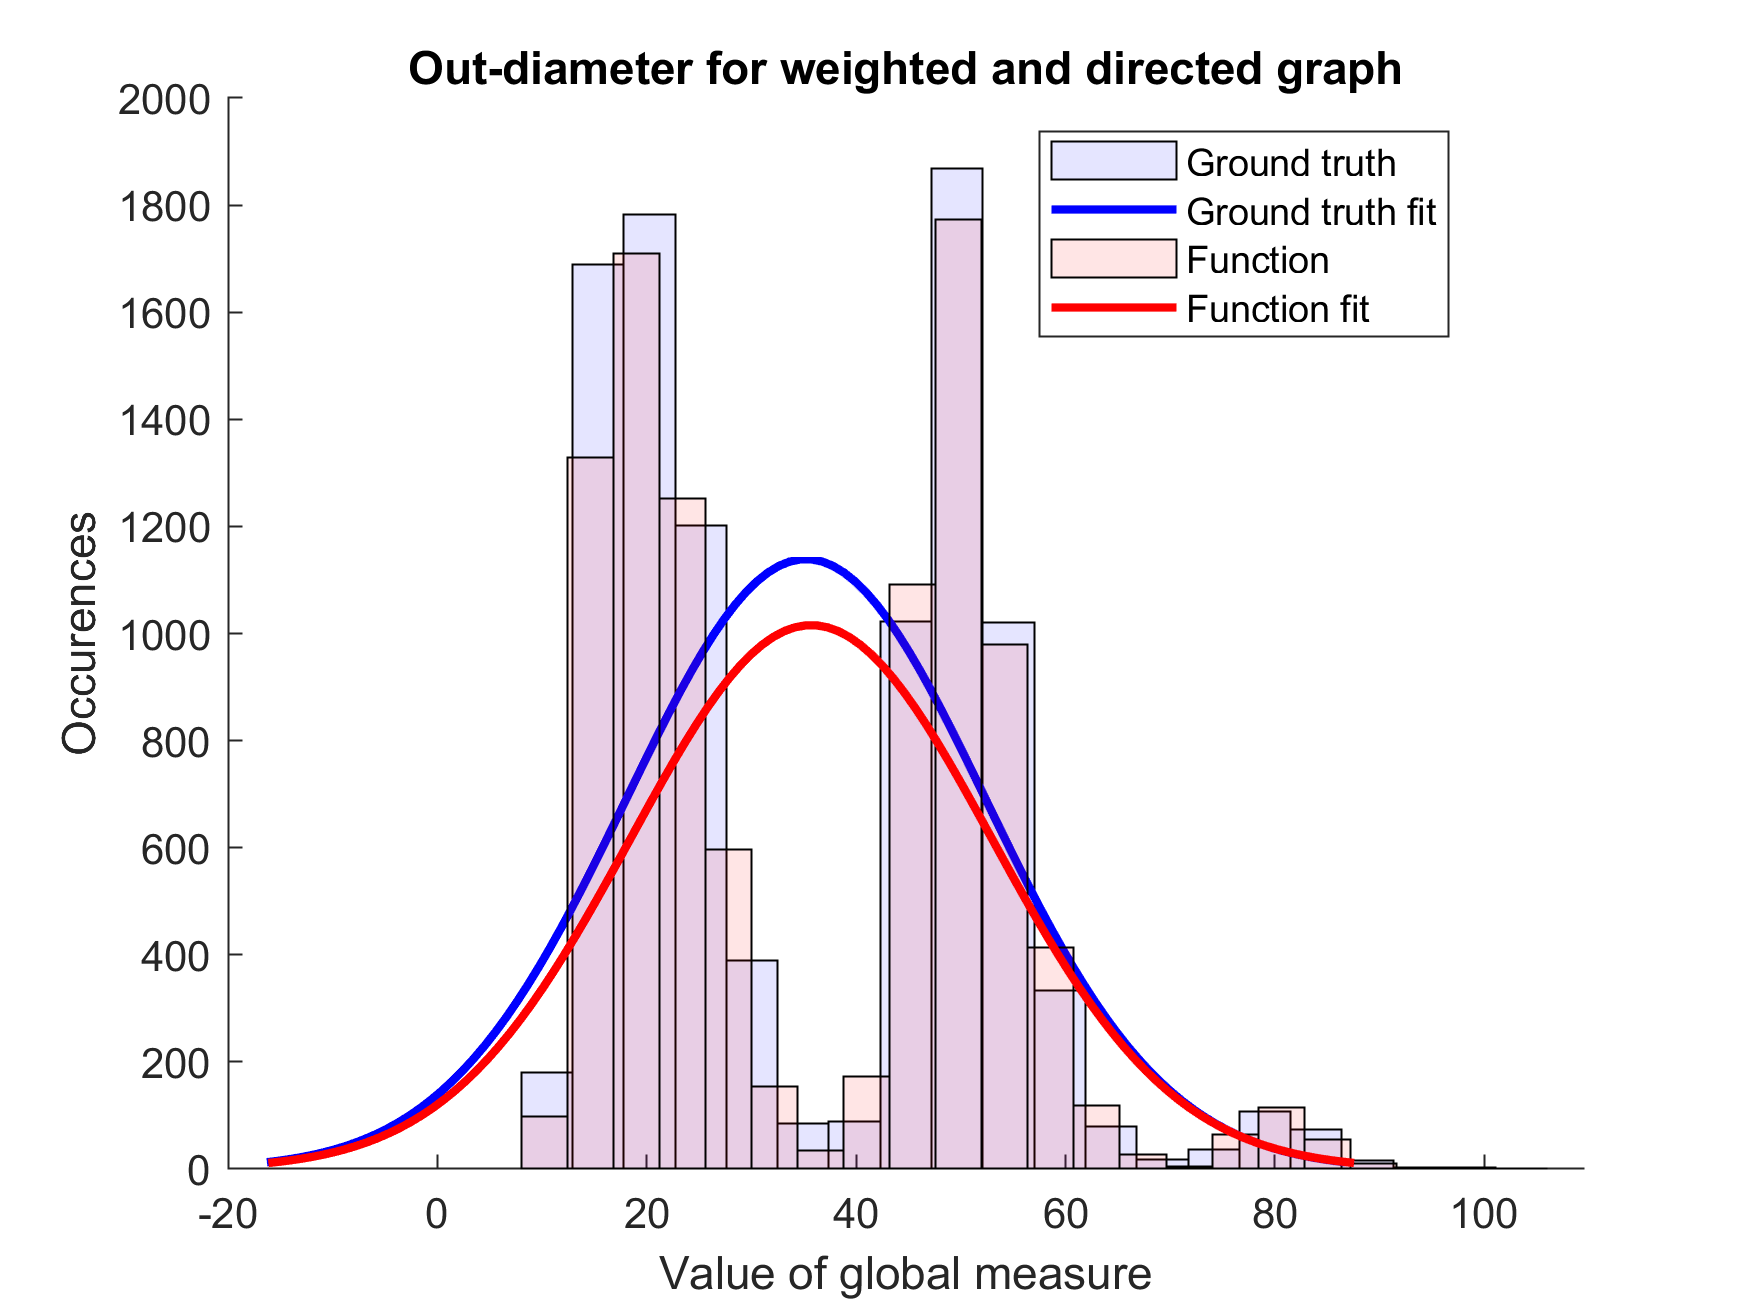 Out-diameter for weighted and directed graph
2000
1800
1600
1400
1200
1000
800
600
400
200
0
Occurences
Ground truth
Ground truth fit
Function
Function fit
-20 0 20 40 60 80 100
Value of global measure